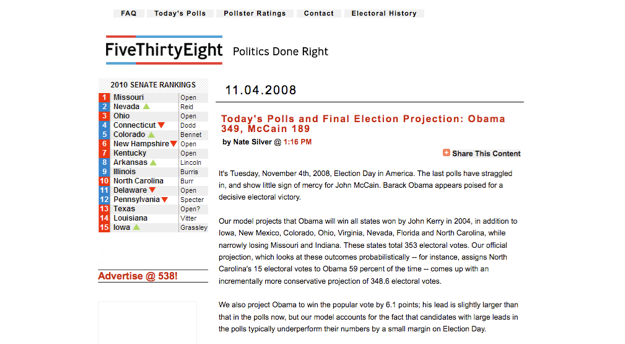 FAQ Today's Polls Pollster Ratings Contact Electoral History
FiveThirtyEight Politics Done Right
2010 SENATE RANKINGS
1 Missouri Open
2 Nevada Reid
3 Ohio Open
4 Connecticut Dodd
5 Colorado Bennet
6 New Hampshire Open
7 Kentucky Open
8 Arkansas Lincoln
9 Illinois Burris
10 North Carolina Burr
11 Delaware Open
12 Pennsylvania Specter
13 Texas Open?
14 Louisiana Vitter
15 Iowa Grassley
Advertise @ 538!
11.04.2008
Today's Polls and Final Election Projection: Obama
349, McCain 189
by Nate Silver @ 1:16 PM
Share This Content
It's Tuesday, November 4th, 2008, Election Day in America. The last polls have straggled
in, and show little sign of mercy for John McCain. Barack Obama appears poised for a
decisive electoral victory.
Our model projects that Obama will win all states won by John Kerry in 2004, in addition to
Iowa, New Mexico, Colorado, Ohio, Virginia, Nevada, Florida and North Carolina, while
narrowly losing Missouri and Indiana. These states total 353 electoral votes. Our official
projection, which looks at these outcomes probabilistically -- for instance, assigns North
Carolina's 15 electoral votes to Obama 59 percent of the time -- comes up with an
incrementally more conservative projection of 348.6 electoral votes.
We also project Obama to win the popular vote by 6.1 points; his lead is slightly larger than
that in the polls now, but our model accounts for the fact that candidates with large leads in
the polls typically underperform their numbers by a small margin on Election Day.